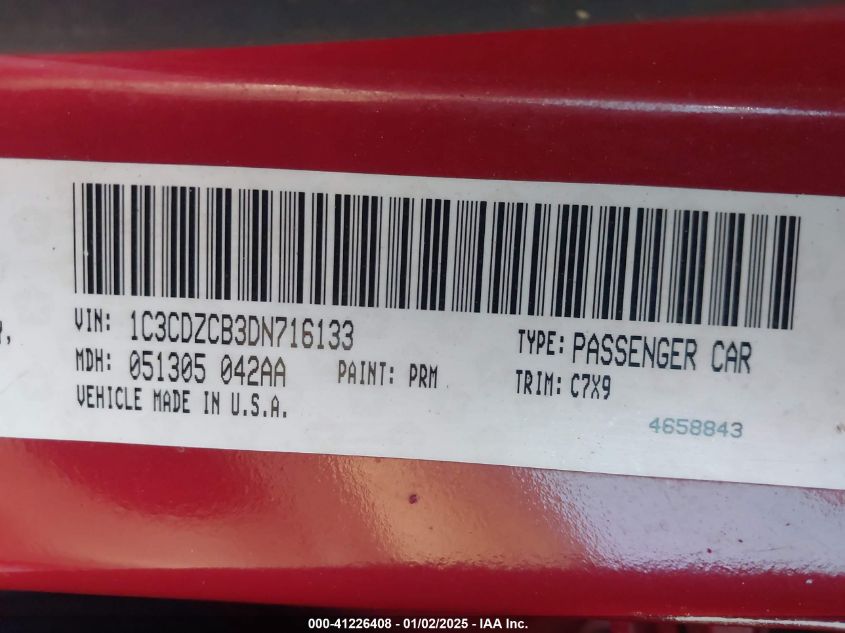 VIN: 1C3CDZCB3DN716133
TYPE: PASSENGER CAR
MDH: 051305 042AA
PAINT: PRM
TRIM: C7X9
VEHICLE MADE IN U.S.A.
4658843
000-41226408 - 01/02/2025 - IAA Inc.